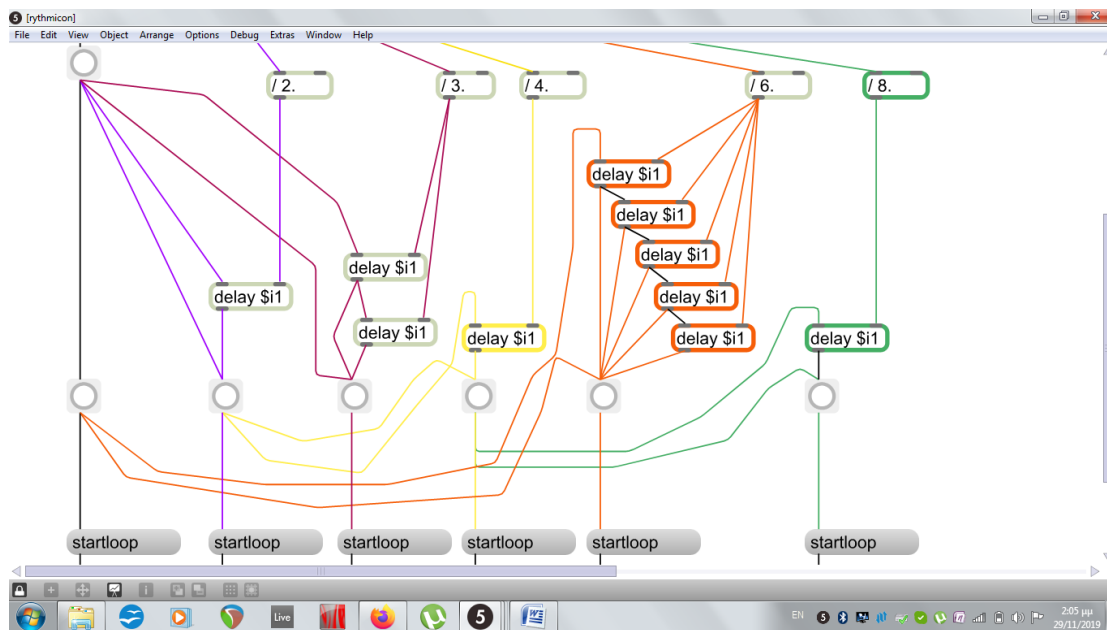 [rythmicon]
File Edit View Object Arrange Options Debug Extras Window Help
/ 2.
/ 3.
/ 4.
/ 6.
/ 8.
delay $i1
delay $i1
delay $i1
delay $i1
delay $i1
delay $i1
delay $i1
delay $i1
delay $i1
delay $i1
startloop
startloop
startloop
startloop
startloop
startloop
Live
5
EN
2:05 μμ
29/11/2019